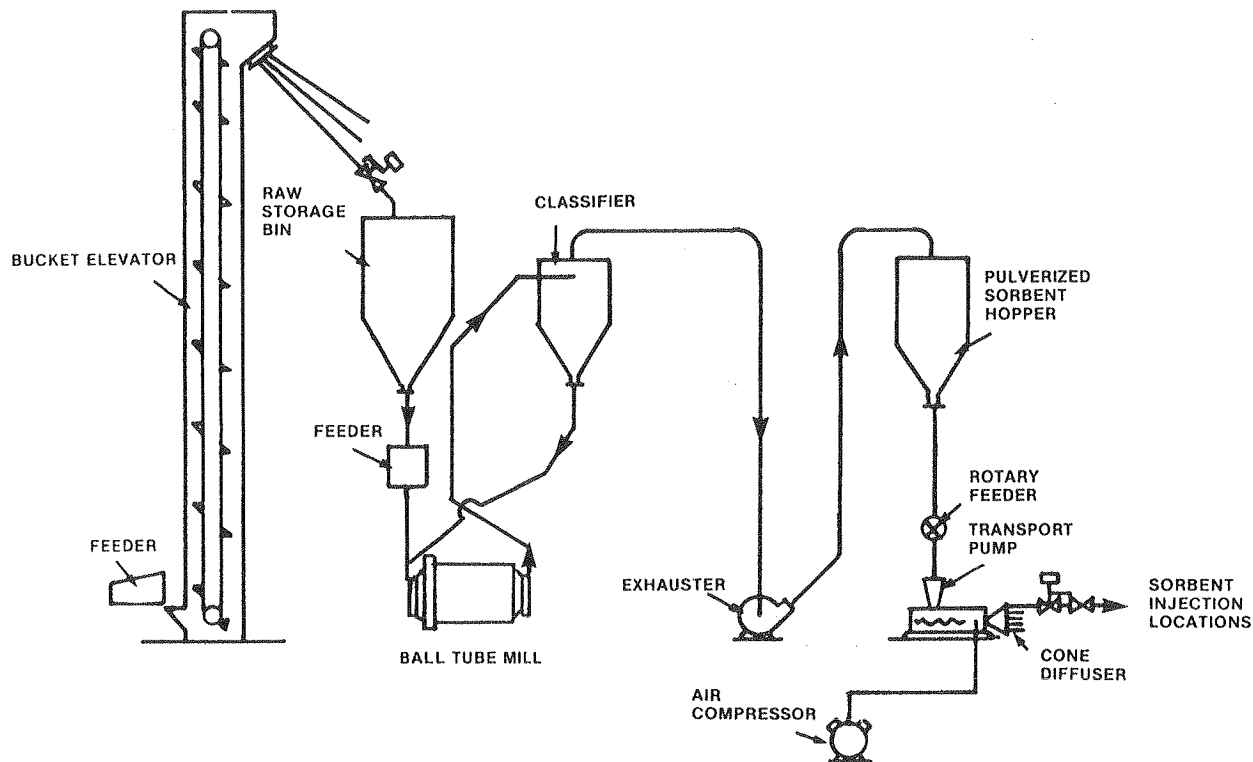 BUCKET ELEVATOR
FEEDER
RAW
STORAGE
BIN
FEEDER
CLASSIFIER
BALL TUBE MILL
EXHAUSTER
AIR
COMPRESSOR
PULVERIZED
SORBENT
HOPPER
ROTARY
FEEDER
TRANSPORT
PUMP
SORBENT
INJECTION
LOCATIONS
CONE
DIFFUSER